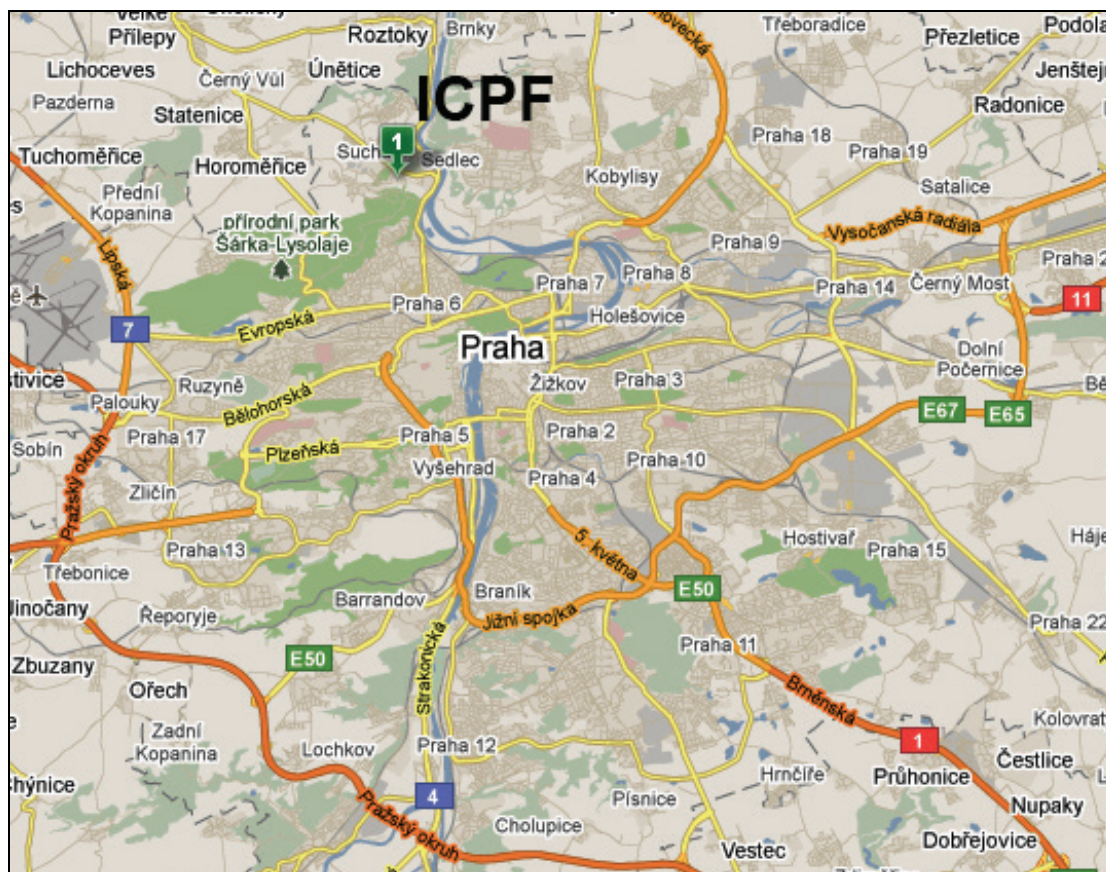 Velké
Přílepy
Roztoky
Brnky
Třeboradice
Přezletice
Lichoceves
Únětice
Černý Vůl
Pazderna
Statenice
ICPF
Radonice
1
Praha 18
Tuchoměřice
Sedlec
Praha 19
Horoměřice
Kobylisy
Satalice
Přední
Kopanina
přírodní park
Šárka-Lysolaje
Vysočanská radiála
Praha 9
Lipská
Praha 7
Praha 8
Praha 14
Černý Most
11
Praha 6
Holešovice
7
Evropská
Praha
Dolní
Počernice
Ruzyně
Žižkov
Praha 3
Palouky
Bělohorská
E67
E65
Praha 17
Praha 5
Praha 2
Sobín
Plzeňská
Vyšehrad
Praha 10
Praha 4
Pražský okruh
Zličín
5. května
Hostivař
Praha 15
Praha 13
Třebonice
Braník
E50
Barrandov
Jinočany
Řeporyje
Jižní spojka
Praha 22
Praha 11
E50
Zbuzany
Strakonická
Brněnská
Ořech
Zadní
Kopanina
Lochkov
Praha 12
1
Čestlice
Hrnčíře
Průhonice
4
Písnice
Nupaky
Pražský okruh
Cholupice
Dobřejovice
Vestec